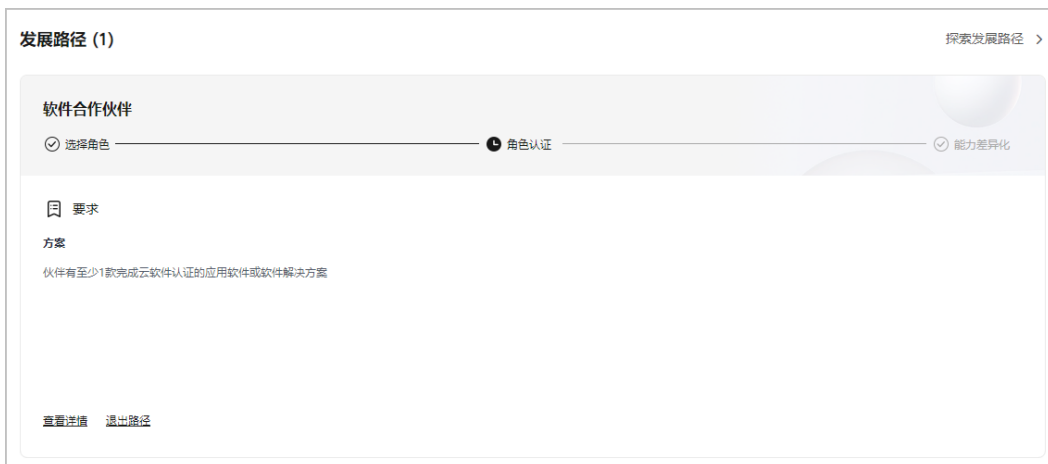 发展路径 (1)
探索发展路径
软件合作伙伴
选择角色
角色认证
能力差异化
要求
方案
伙伴有至少1款完成云软件认证的应用软件或软件解决方案
查看详情 退出路径